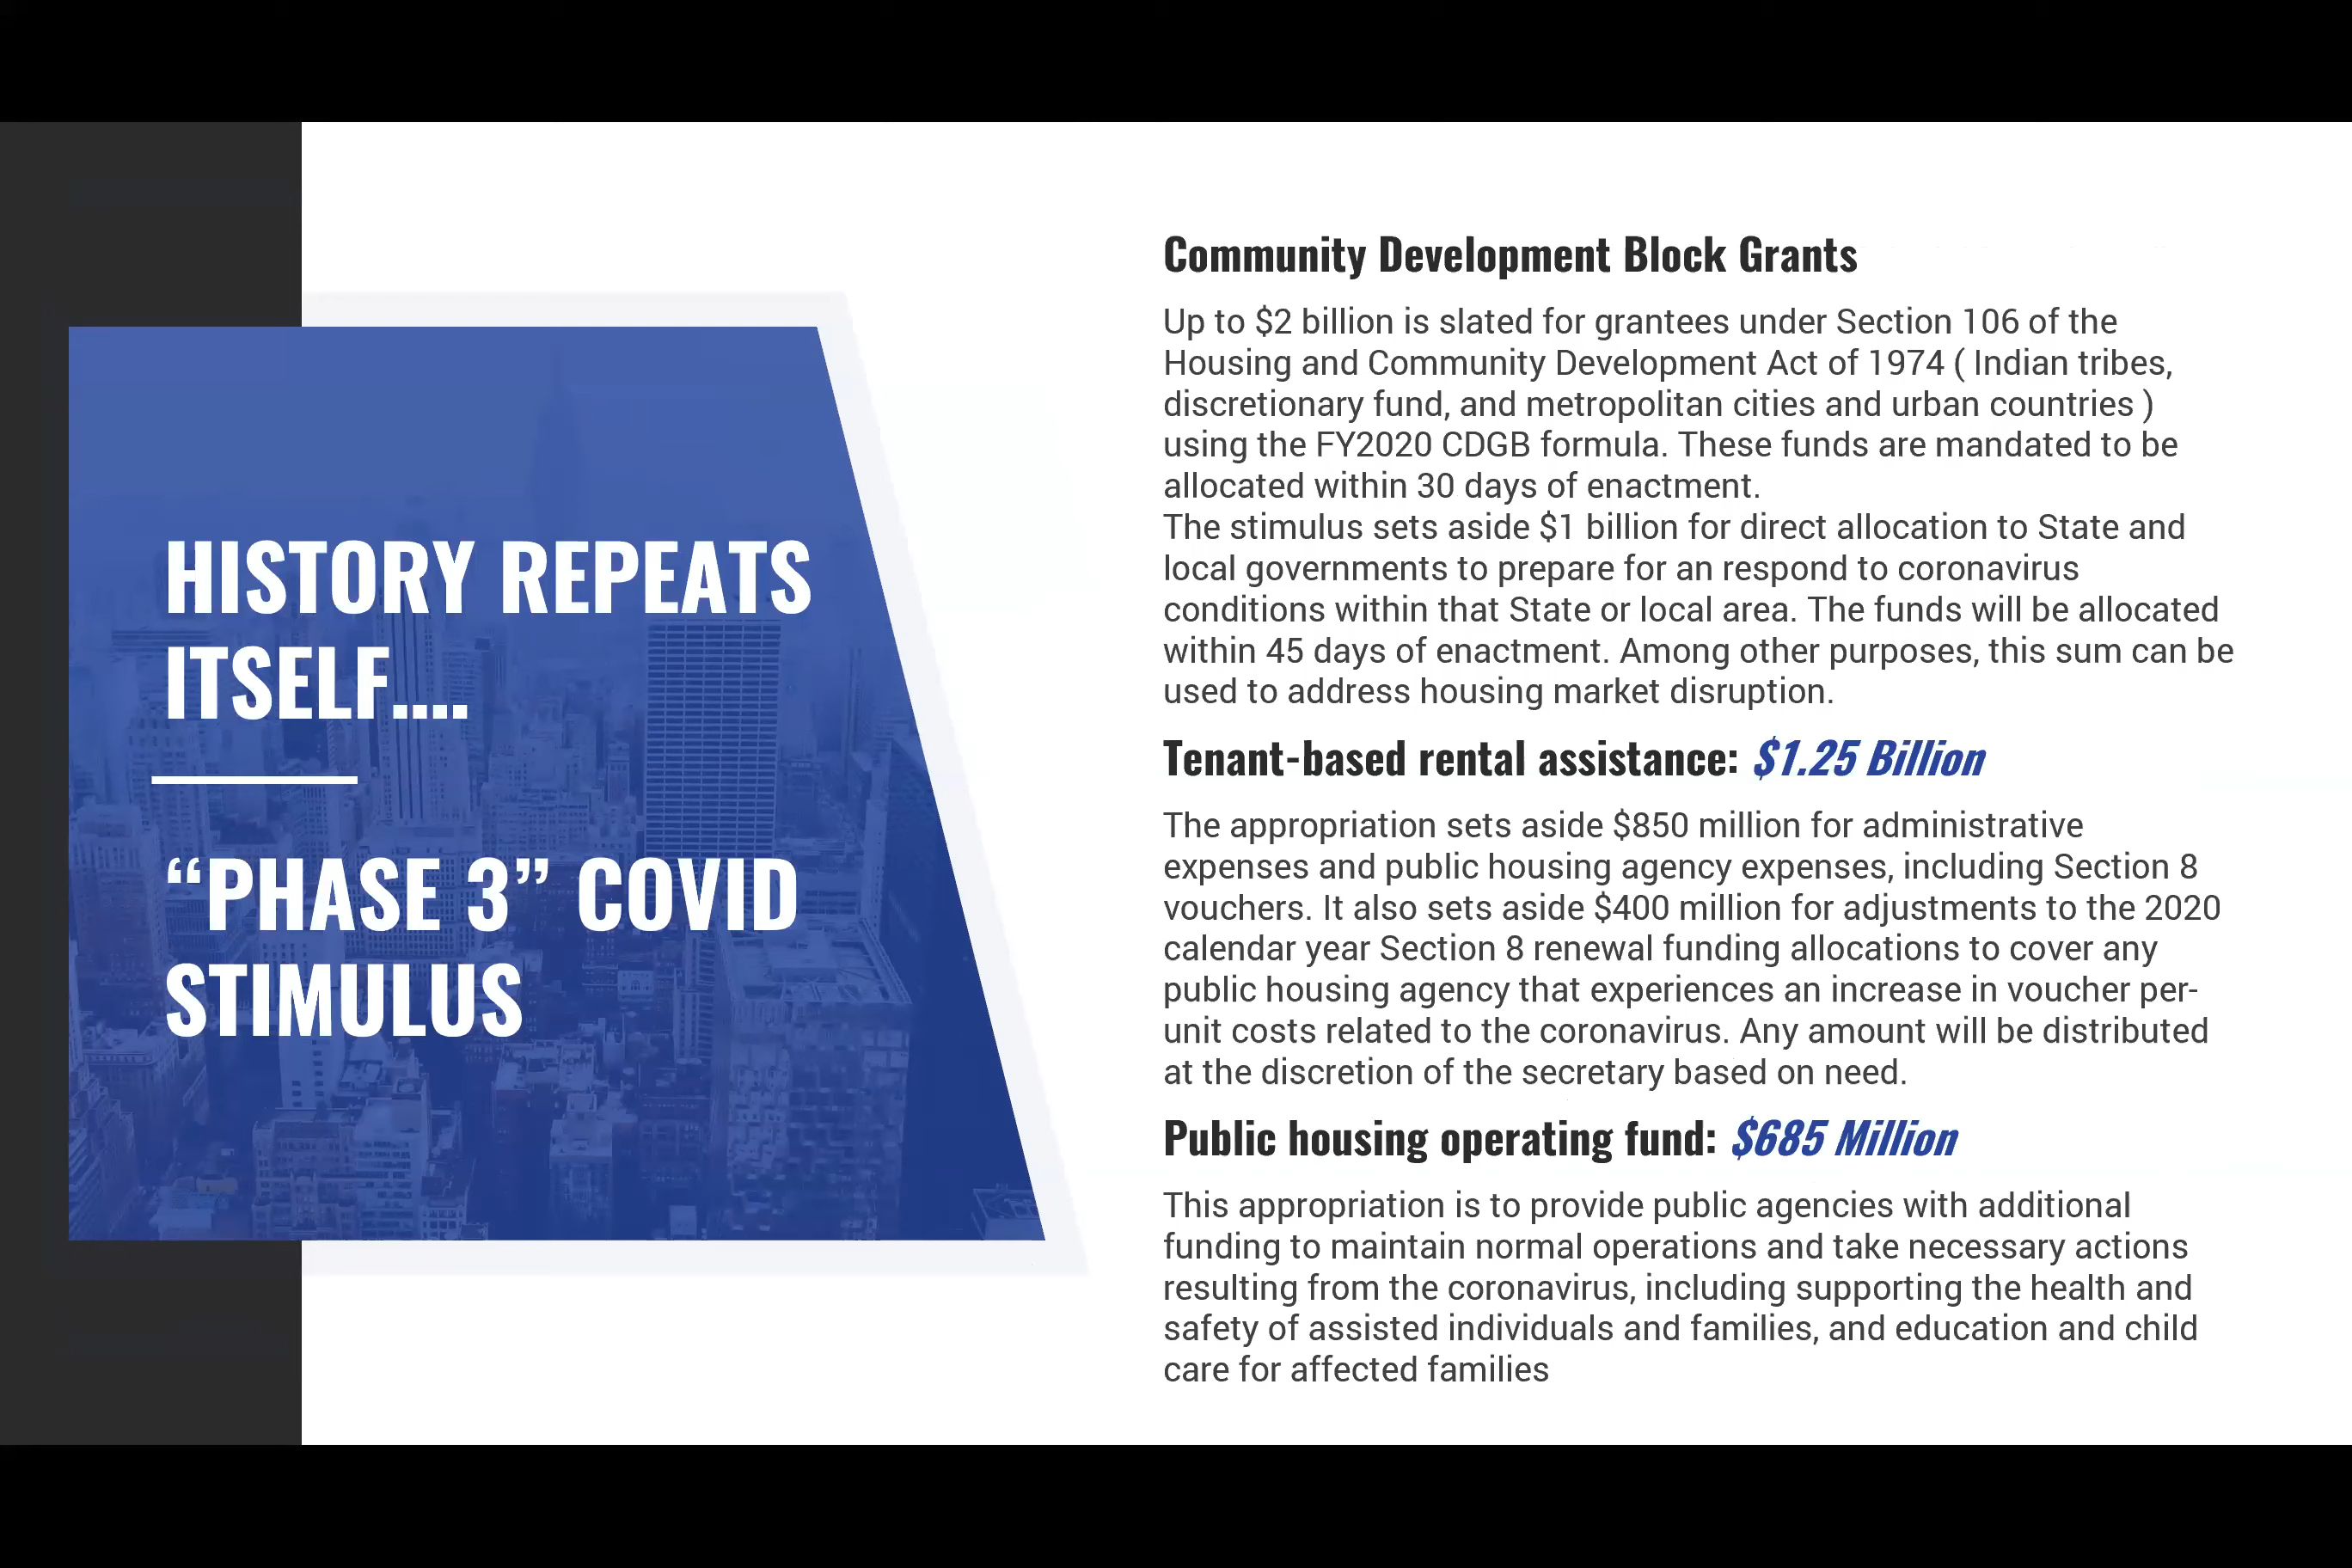 HISTORY REPEATS
ITSELF....
“PHASE 3” COVID
STIMULUS
Community Development Block Grants
Up to $2 billion is slated for grantees under Section 106 of the
Housing and Community Development Act of 1974 ( Indian tribes,
discretionary fund, and metropolitan cities and urban countries )
using the FY2020 CDGB formula. These funds are mandated to be
allocated within 30 days of enactment.
The stimulus sets aside $1 billion for direct allocation to State and
local governments to prepare for an respond to coronavirus
conditions within that State or local area. The funds will be allocated
within 45 days of enactment. Among other purposes, this sum can be
used to address housing market disruption.
Tenant-based rental assistance: $1.25 Billion
The appropriation sets aside $850 million for administrative
expenses and public housing agency expenses, including Section 8
vouchers. It also sets aside $400 million for adjustments to the 2020
calendar year Section 8 renewal funding allocations to cover any
public housing agency that experiences an increase in voucher per-
unit costs related to the coronavirus. Any amount will be distributed
at the discretion of the secretary based on need.
Public housing operating fund: $685 Million
This appropriation is to provide public agencies with additional
funding to maintain normal operations and take necessary actions
resulting from the coronavirus, including supporting the health and
safety of assisted individuals and families, and education and child
care for affected families